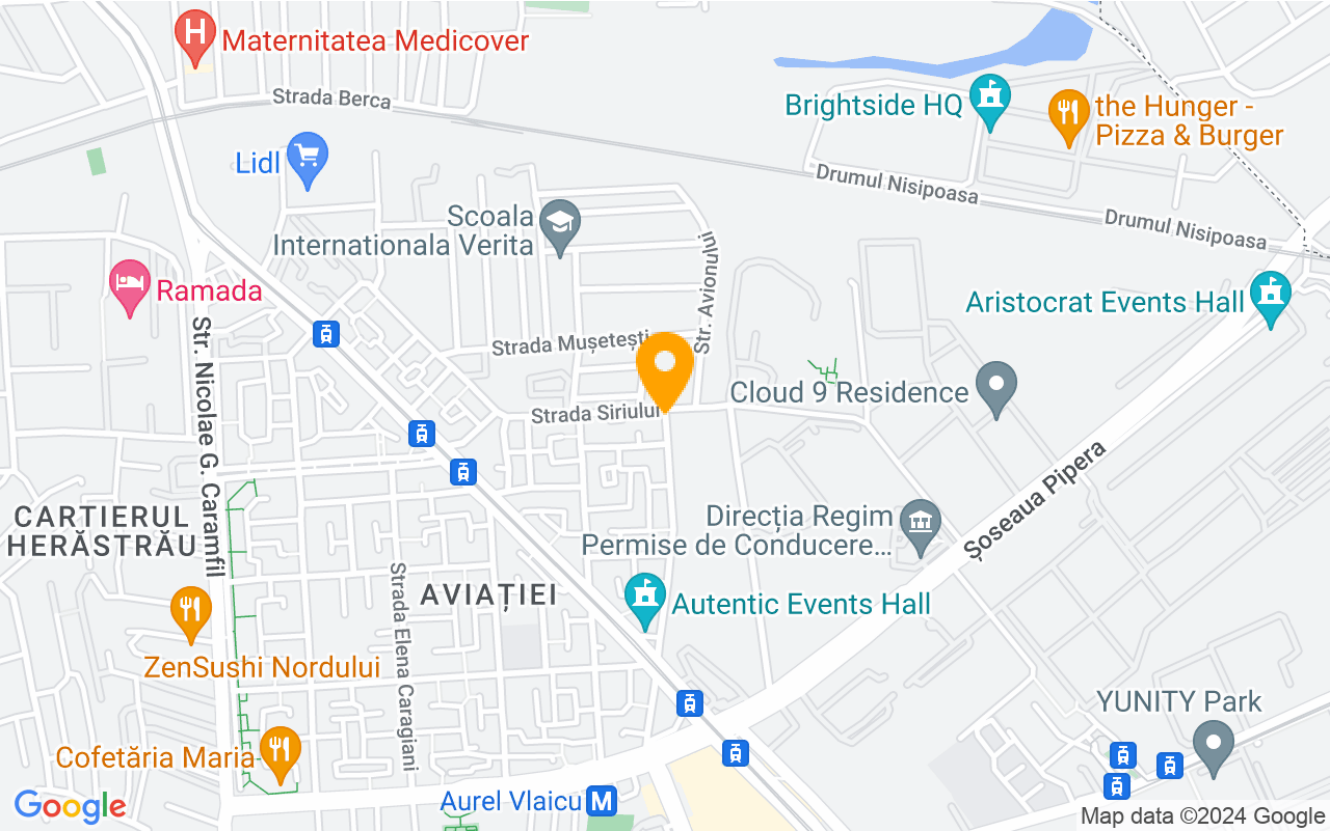 Maternitatea Medicover
Strada Berca
Brightside HQ
the Hunger -
Pizza & Burger
Lidl
Drumul Nisipoasa
Drumul Nisipoasa
Scoala
Internationala Verita
Str. Avionului
Ramada
Aristocrat Events Hall
Str. Nicolae G. Caramfil
Strada Mușetești
Cloud 9 Residence
Strada Siriului
Șoseaua Pipera
CARTIERUL
HERĂSTRĂU
Direcția Regim
Permise de Conducere...
Strada Elena Caragiani
AVIAȚIEI
Autentic Events Hall
ZenSushi Nordului
YUNITY Park
Cofetăria Maria
Aurel Vlaicu M
Google
Map data ©2024 Google